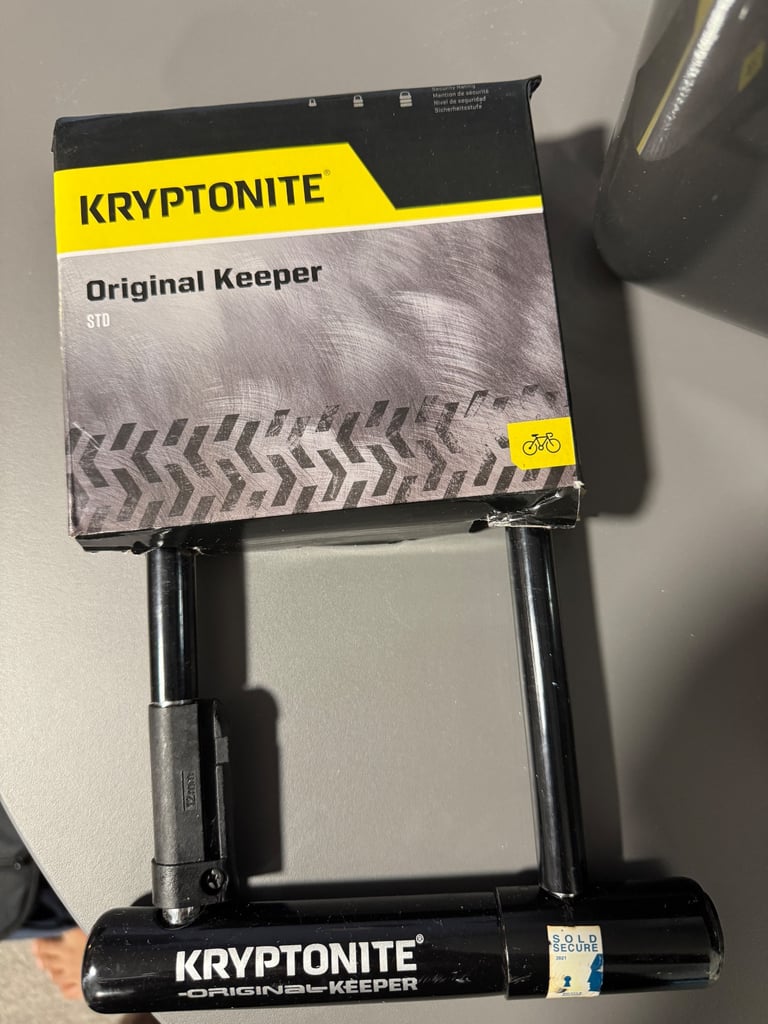 Security Rating
Mention de sécurité
Nivel de seguridad
Sicherheitsstufe
KRYPTONITE®
Original Keeper
STD
12mm
KRYPTONITE®
-ORIGINAL-KEEPER
SOLD
SECURE
2021